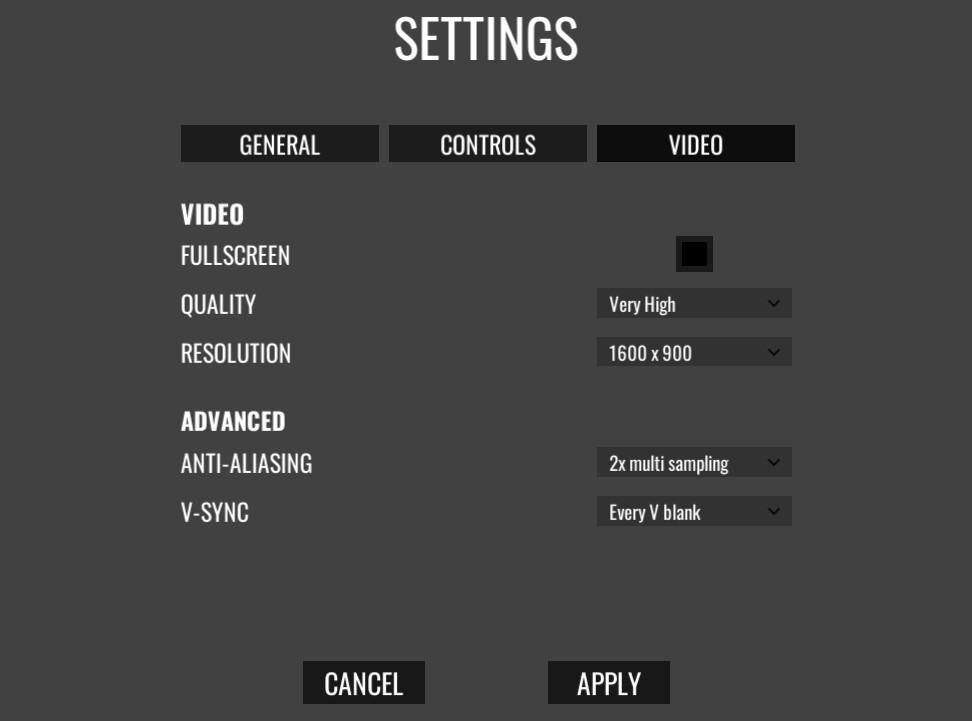 SETTINGS
GENERAL CONTROLS VIDEO
VIDEO
FULLSCREEN
QUALITY Very High
RESOLUTION 1600 x 900
ADVANCED
ANTI-ALIASING 2x multi sampling
V-SYNC Every V blank
CANCEL APPLY